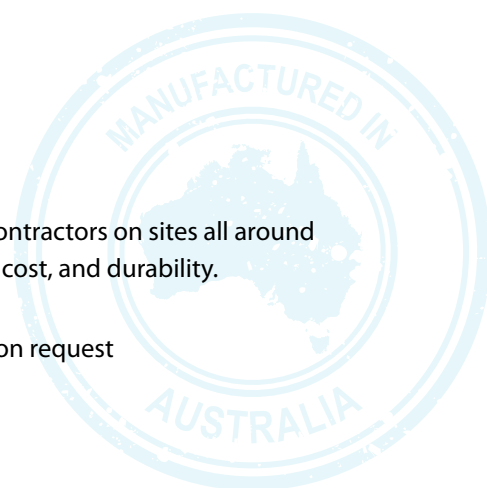 MANUFACTURED IN
ontractors on sites all around
cost, and durability.
on request
AUSTRALIA